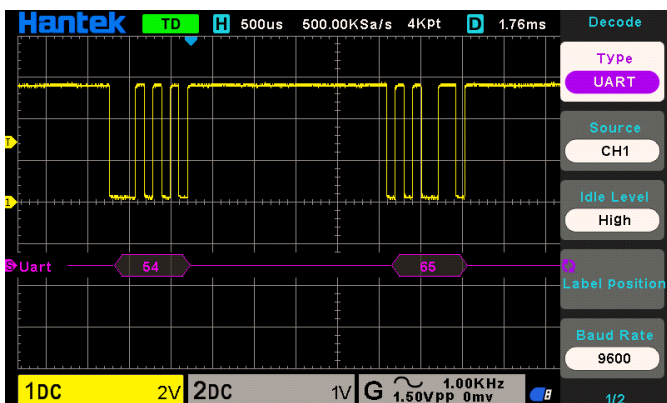 Hantek TD H 500us 500.00KSa/s 4Kpt D 1.76ms Decode
Type
UART
Source
CH1
T
Idle Level
High
1
S Uart 54 65
Label Position
Baud Rate
9600
1DC 2V 2DC 1V G 1.00KHz
1.50Vpp 0mv
1/2